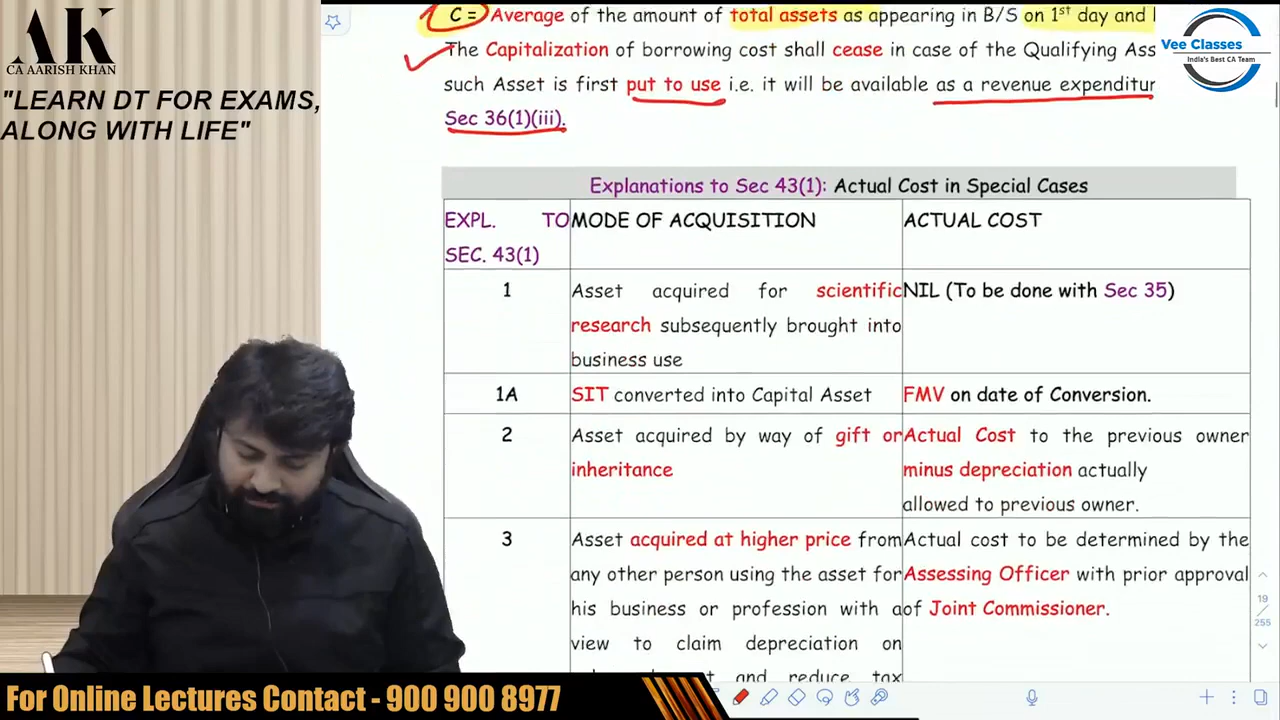 AK
CA AARISH KHAN
"LEARN DT FOR EXAMS,
ALONG WITH LIFE"
C = Average of the amount of total assets as appearing in B/S on 1st day and l
The Capitalization of borrowing cost shall cease in case of the Qualifying Ass
such Asset is first put to use i.e. it will be available as a revenue expenditur
Sec 36(1)(iii).
Vee Classes
India's Best CA Team
Explanations to Sec 43(1): Actual Cost in Special Cases
EXPL. TO MODE OF ACQUISITION ACTUAL COST
SEC. 43(1)
1 Asset acquired for scientific NIL (To be done with Sec 35)
research subsequently brought into
business use
1A SIT converted into Capital Asset FMV on date of Conversion.
2 Asset acquired by way of gift or Actual Cost to the previous owner
inheritance minus depreciation actually
allowed to previous owner.
3 Asset acquired at higher price from Actual cost to be determined by the
any other person using the asset for Assessing Officer with prior approval
his business or profession with a of Joint Commissioner.
view to claim depreciation on
and reduce tax
19
255
For Online Lectures Contact - 900 900 8977